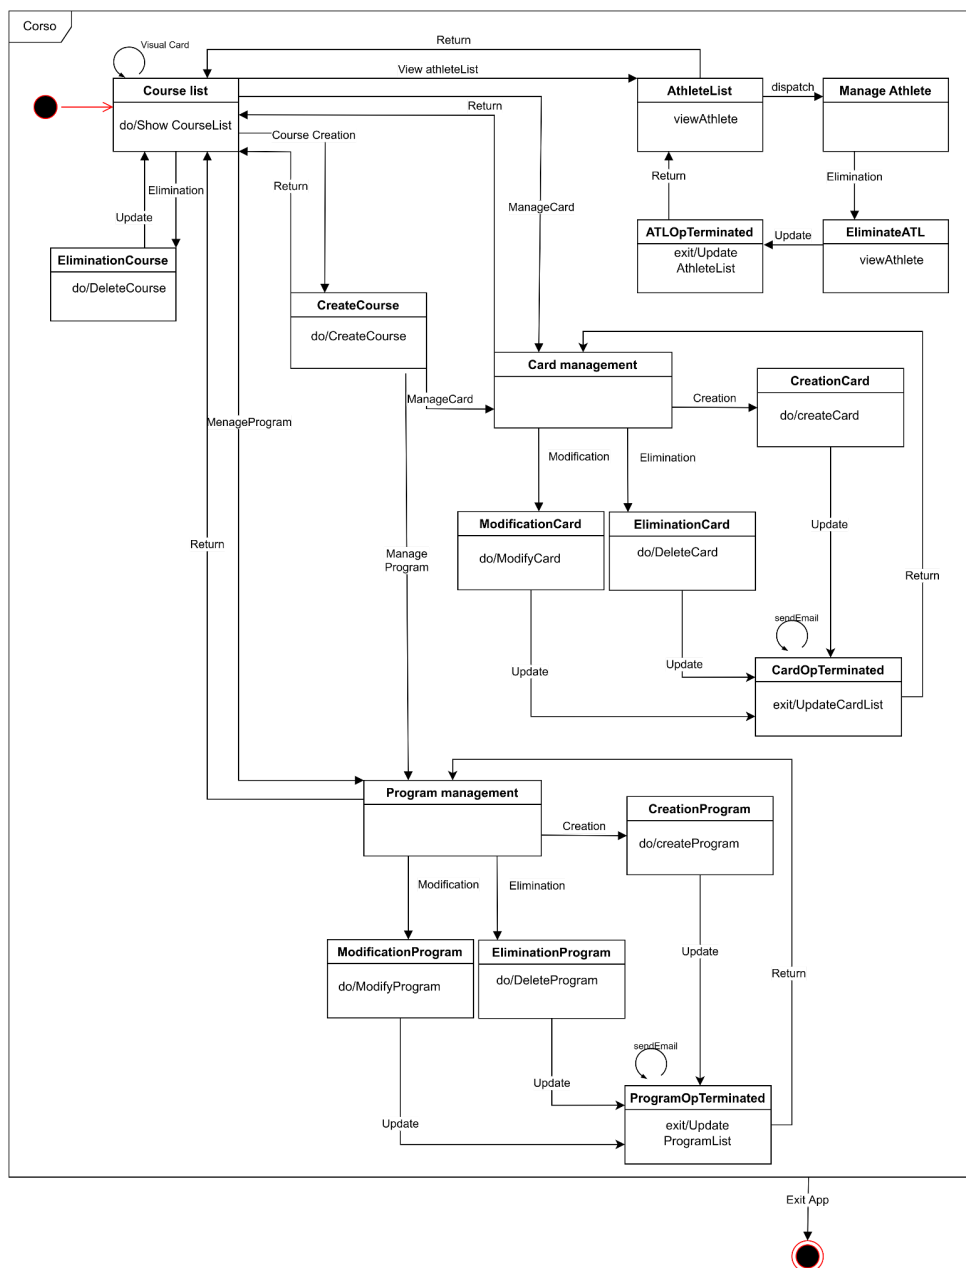 Corso
Visual Card
Return
View athleteList
Course list
do/Show CourseList
Return
Course Creation
AthleteList
viewAthlete
dispatch
Manage Athlete
Elimination
Update
Return
ManageCard
Return
Elimination
EliminationCourse
do/DeleteCourse
ATLOpTerminated
exit/Update
AthleteList
Update
EliminateATL
viewAthlete
CreateCourse
do/CreateCourse
Card management
ManageCard
Creation
CreationCard
do/createCard
MenageProgram
Modification
Elimination
ModificationCard
do/ModifyCard
EliminationCard
do/DeleteCard
Update
Return
Manage
Program
Return
sendEmail
Update
Update
CardOpTerminated
exit/UpdateCardList
Program management
Creation
CreationProgram
do/createProgram
Modification
Elimination
ModificationProgram
do/ModifyProgram
EliminationProgram
do/DeleteProgram
Update
Return
sendEmail
Update
Update
ProgramOpTerminated
exit/Update
ProgramList
Exit App